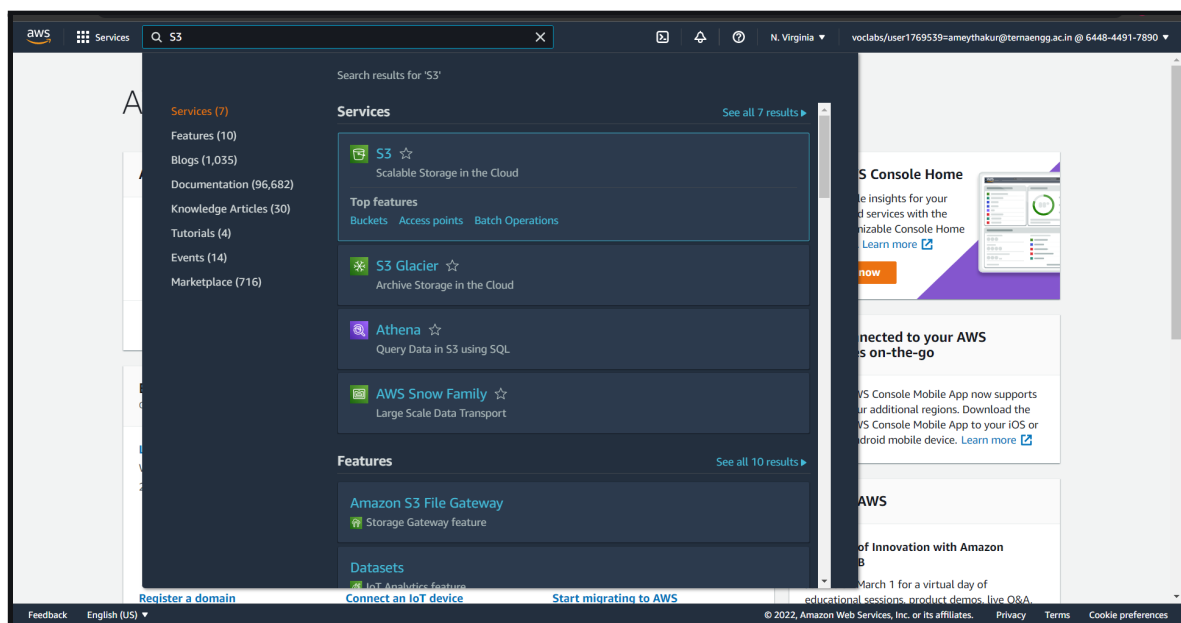 aws
Services
S3
N. Virginia ▼
voclabs/user1769539=ameythakur@ternaengg.ac.in @ 6448-4491-7890 ▼
Search results for 'S3'
Services (7)
Features (10)
Blogs (1,035)
Documentation (96,682)
Knowledge Articles (30)
Tutorials (4)
Events (14)
Marketplace (716)
Services
See all 7 results
S3
Scalable Storage in the Cloud
Top features
Buckets Access points Batch Operations
S3 Glacier
Archive Storage in the Cloud
Athena
Query Data in S3 using SQL
AWS Snow Family
Large Scale Data Transport
Features
See all 10 results
Amazon S3 File Gateway
Storage Gateway feature
Datasets
IoT Analytics feature
A
S Console Home
le insights for your
d services with the
nizable Console Home
Learn more
now
nected to your AWS
s on-the-go
VS Console Mobile App now supports
ur additional regions. Download the
VS Console Mobile App to your iOS or
droid mobile device. Learn more
AWS
of Innovation with Amazon
B
March 1 for a virtual day of
educational sessions, product demos, live Q&A,
Register a domain
Connect an IoT device
Start migrating to AWS
Feedback English (US) ▼
© 2022, Amazon Web Services, Inc. or its affiliates. Privacy Terms Cookie preferences